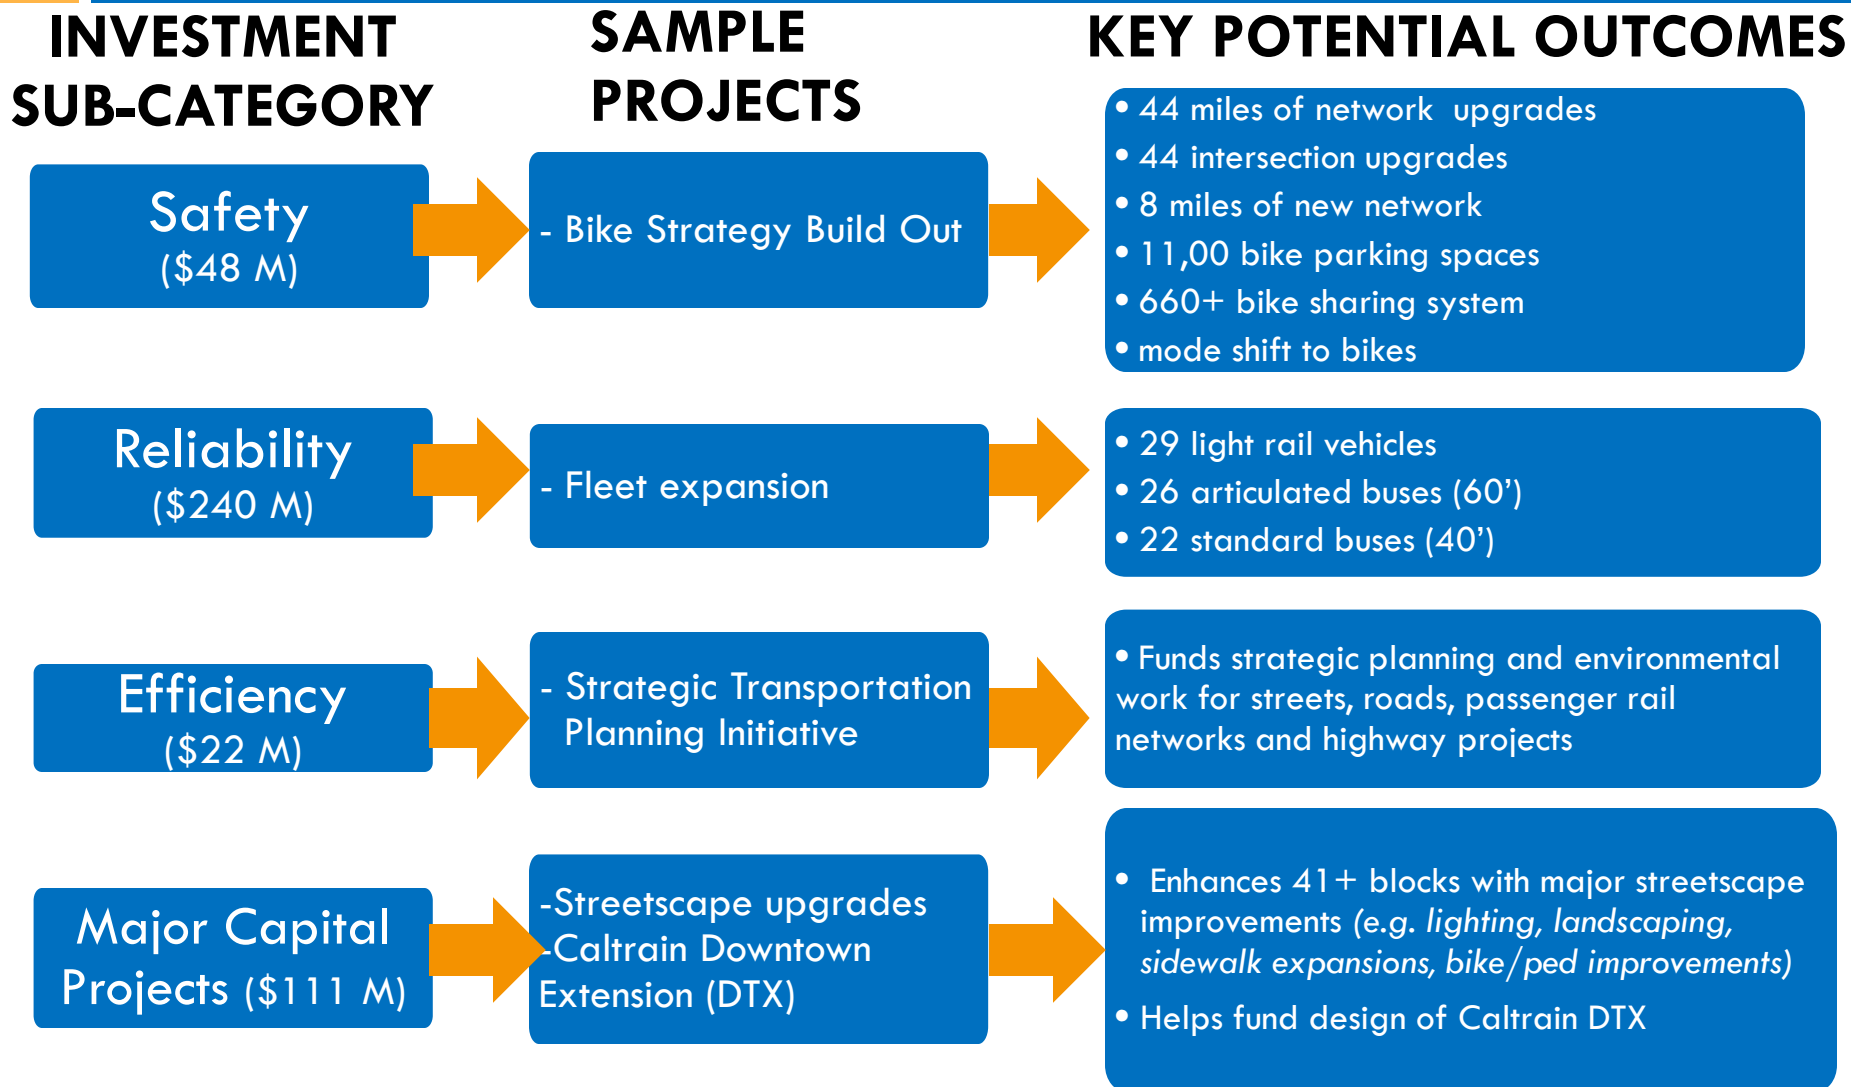 INVESTMENT
SUB-CATEGORY
SAMPLE
PROJECTS
KEY POTENTIAL OUTCOMES
Safety
($48 M)
- Bike Strategy Build Out
• 44 miles of network upgrades
• 44 intersection upgrades
• 8 miles of new network
• 11,00 bike parking spaces
• 660+ bike sharing system
• mode shift to bikes
Reliability
($240 M)
- Fleet expansion
• 29 light rail vehicles
• 26 articulated buses (60’)
• 22 standard buses (40’)
Efficiency
($22 M)
- Strategic Transportation
Planning Initiative
• Funds strategic planning and environmental
work for streets, roads, passenger rail
networks and highway projects
Major Capital
Projects ($111 M)
-Streetscape upgrades
-Caltrain Downtown
Extension (DTX)
• Enhances 41+ blocks with major streetscape
improvements (e.g. lighting, landscaping,
sidewalk expansions, bike/ped improvements)
• Helps fund design of Caltrain DTX